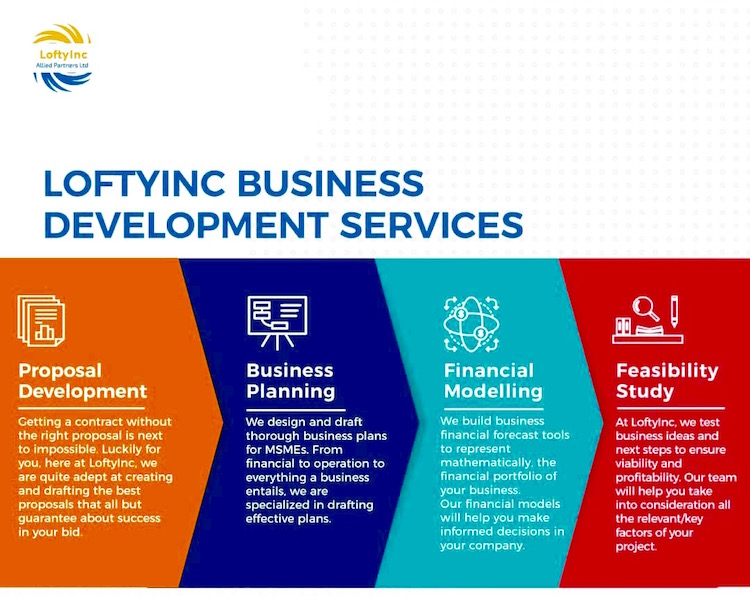 LoftyInc
Allied Partners Ltd
LOFTYINC BUSINESS
DEVELOPMENT SERVICES
Proposal
Development
Getting a contract without
the right proposal is next
to impossible. Luckily for
you, here at LoftyInc, we
are quite adept at creating
and drafting the best
proposals that all but
guarantee about success
in your bid.
Business
Planning
We design and draft
thorough business plans
for MSMEs. From
financial to operation to
everything a business
entails, we are
specialized in drafting
effective plans.
Financial
Modelling
We build business
financial forecast tools
to represent
mathematically, the
financial portfolio of
your business.
Our financial models
will help you make
informed decisions in
your company.
Feasibility
Study
At LoftyInc, we test
business ideas and
next steps to ensure
viability and
profitability. Our team
will help you take
into consideration all
the relevant/key
factors of your
project.